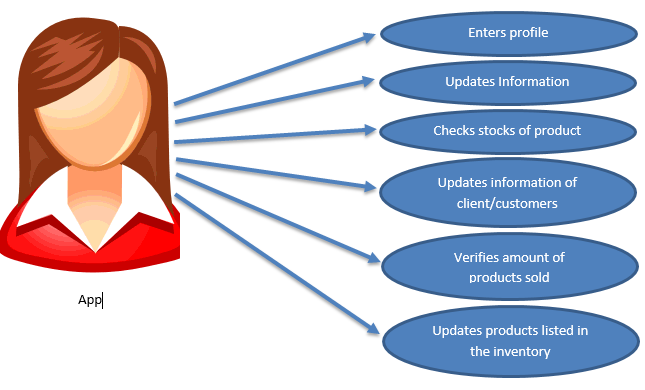 Enters profile
Updates Information
Checks stocks of product
Updates information of
client/customers
Verifies amount of
products sold
Updates products listed in
the inventory
App